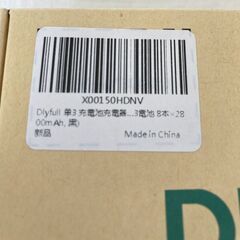 X00150HDNV
Dlyfull 単3 充電池充電器...3電池 8本×28
00mAh, 黒)
新品
Made in China